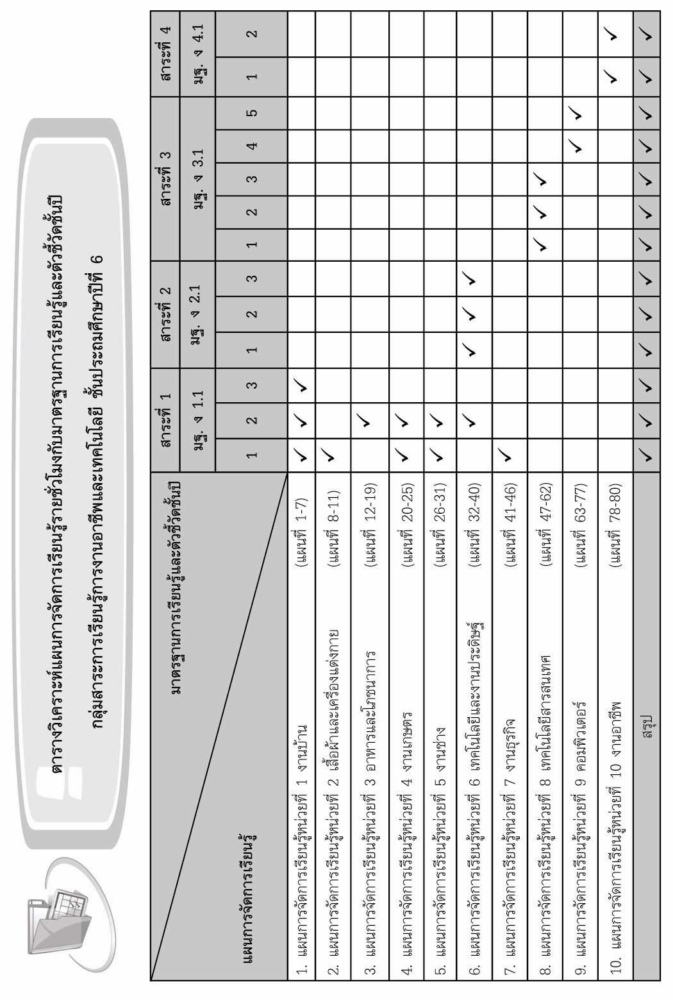 ตารางวิเคราะห์แผนการจัดการเรียนรู้รายชั่วโมงกับมาตรฐานการเรียนรู้และตัวชี้วัดชั้นปี
กลุ่มสาระการเรียนรู้การงานอาชีพและเทคโนโลยี ชั้นประถมศึกษาปีที่ 6
มาตรฐานการเรียนรู้และตัวชี้วัดชั้นปี
แผนการจัดการเรียนรู้
สาระที่ 1 สาระที่ 2 สาระที่ 3 สาระที่ 4
มฐ. ง 1.1 มฐ. ง 2.1 มฐ. ง 3.1 มฐ. ง 4.1
1 2 3 1 2 3 1 2 3 4 5 1 2
1. แผนการจัดการเรียนรู้หน่วยที่ 1 งานบ้าน (แผนที่ 1-7) ✓ ✓ ✓
2. แผนการจัดการเรียนรู้หน่วยที่ 2 เสื้อผ้าและเครื่องแต่งกาย (แผนที่ 8-11) ✓
3. แผนการจัดการเรียนรู้หน่วยที่ 3 อาหารและโภชนาการ (แผนที่ 12-19) ✓
4. แผนการจัดการเรียนรู้หน่วยที่ 4 งานเกษตร (แผนที่ 20-25) ✓ ✓
5. แผนการจัดการเรียนรู้หน่วยที่ 5 งานช่าง (แผนที่ 26-31) ✓ ✓
6. แผนการจัดการเรียนรู้หน่วยที่ 6 เทคโนโลยีและงานประดิษฐ์ (แผนที่ 32-40) ✓ ✓ ✓ ✓
7. แผนการจัดการเรียนรู้หน่วยที่ 7 งานธุรกิจ (แผนที่ 41-46) ✓
8. แผนการจัดการเรียนรู้หน่วยที่ 8 เทคโนโลยีสารสนเทศ (แผนที่ 47-62) ✓ ✓ ✓
9. แผนการจัดการเรียนรู้หน่วยที่ 9 คอมพิวเตอร์ (แผนที่ 63-77) ✓ ✓
10. แผนการจัดการเรียนรู้หน่วยที่ 10 งานอาชีพ (แผนที่ 78-80) ✓ ✓
สรุป ✓ ✓ ✓ ✓ ✓ ✓ ✓ ✓ ✓ ✓ ✓ ✓ ✓